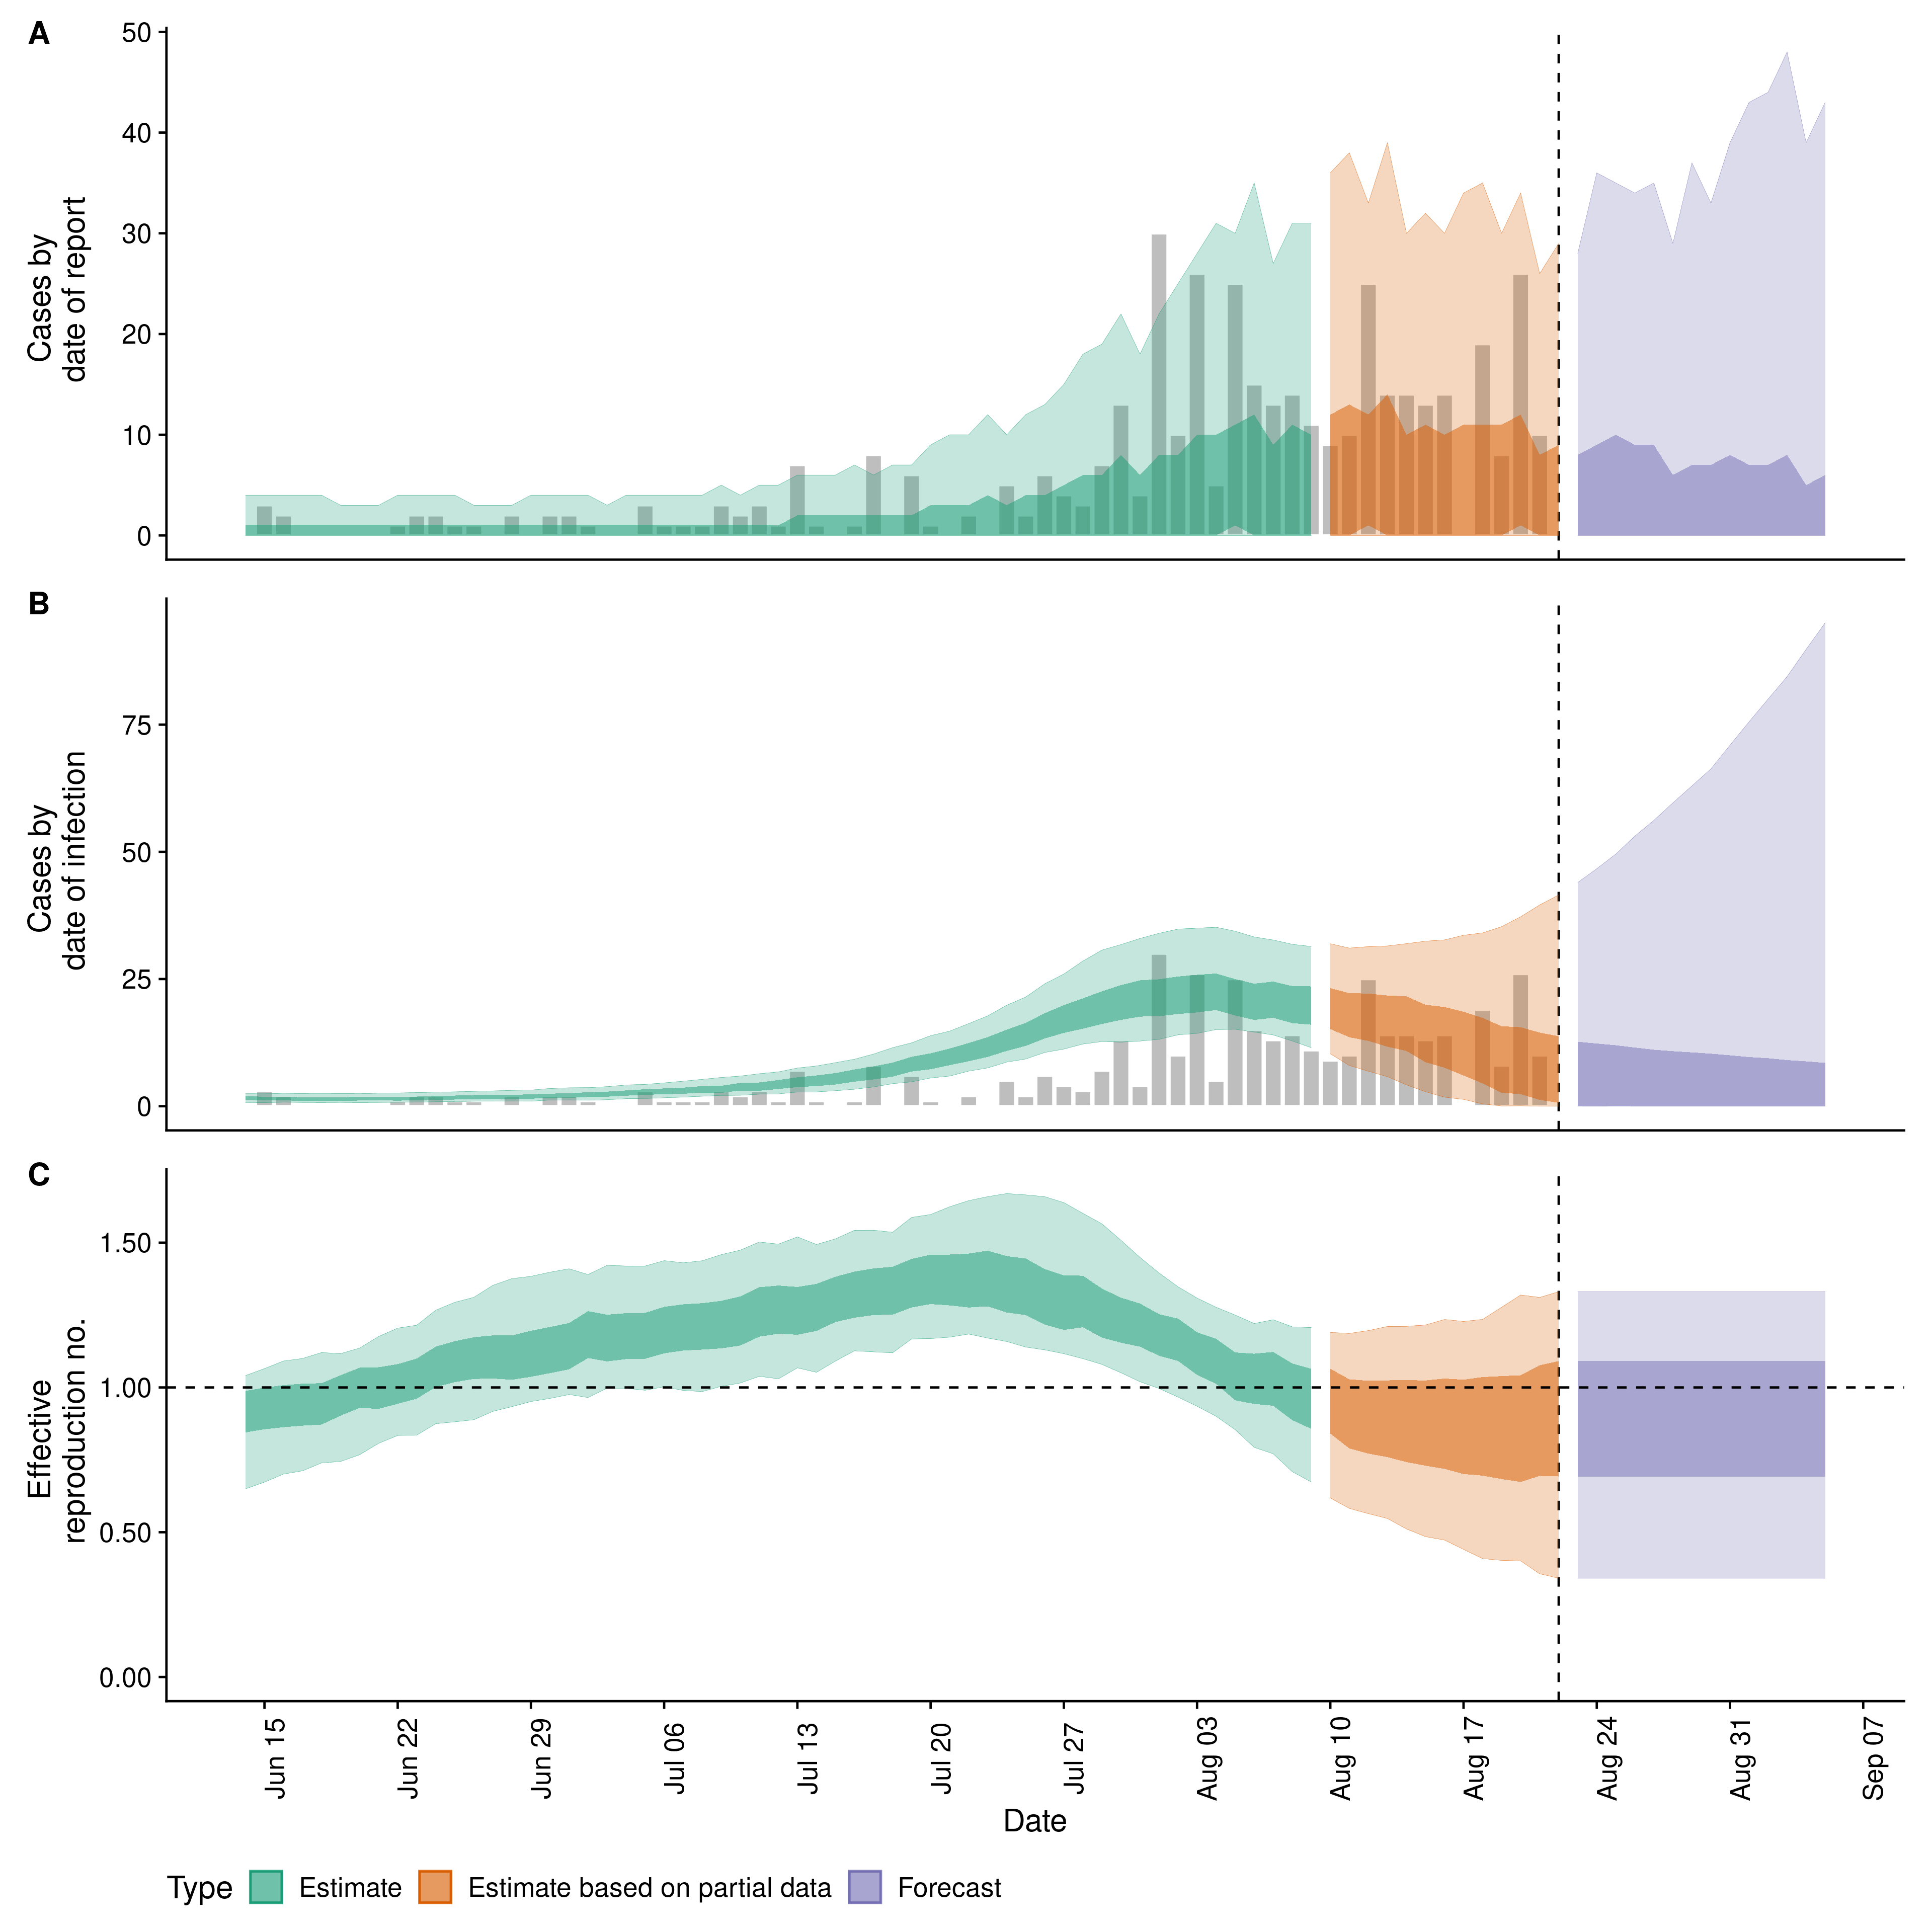 A
50
40
30
20
10
0
Cases by
date of report
B
75
50
25
0
Cases by
date of infection
C
1.50
1.00
0.50
0.00
Effective
reproduction no.
Jun 15
Jun 22
Jun 29
Jul 06
Jul 13
Jul 20
Jul 27
Aug 03
Aug 10
Aug 17
Aug 24
Aug 31
Sep 07
Date
Type Estimate Estimate based on partial data Forecast